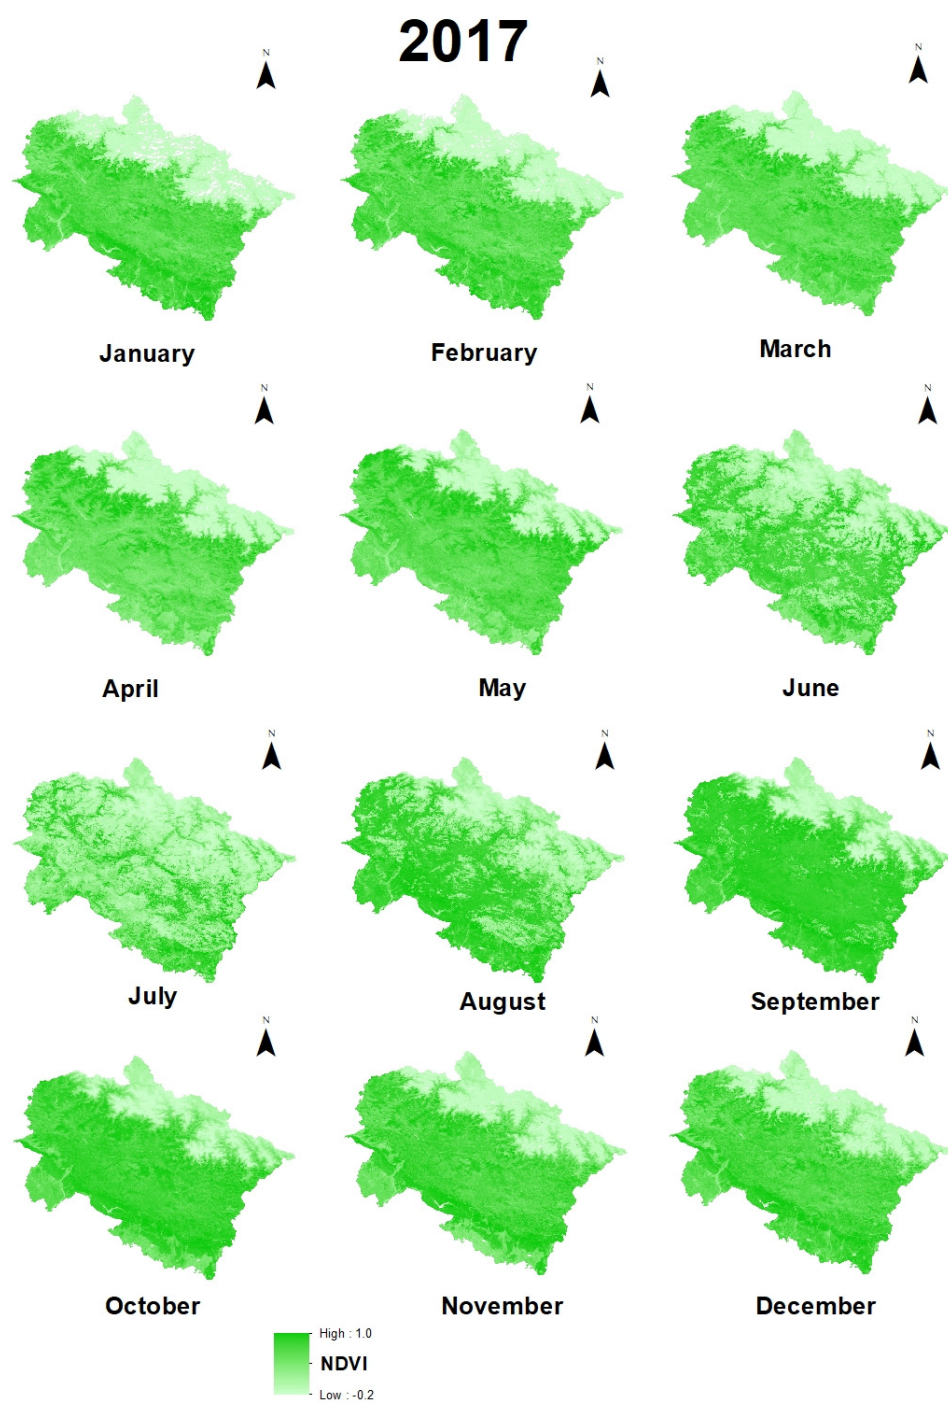 2017
N
N
N
January
February
March
N
N
N
April
May
June
N
N
N
July
August
September
N
N
N
October
November
December
High : 1.0
NDVI
Low : -0.2